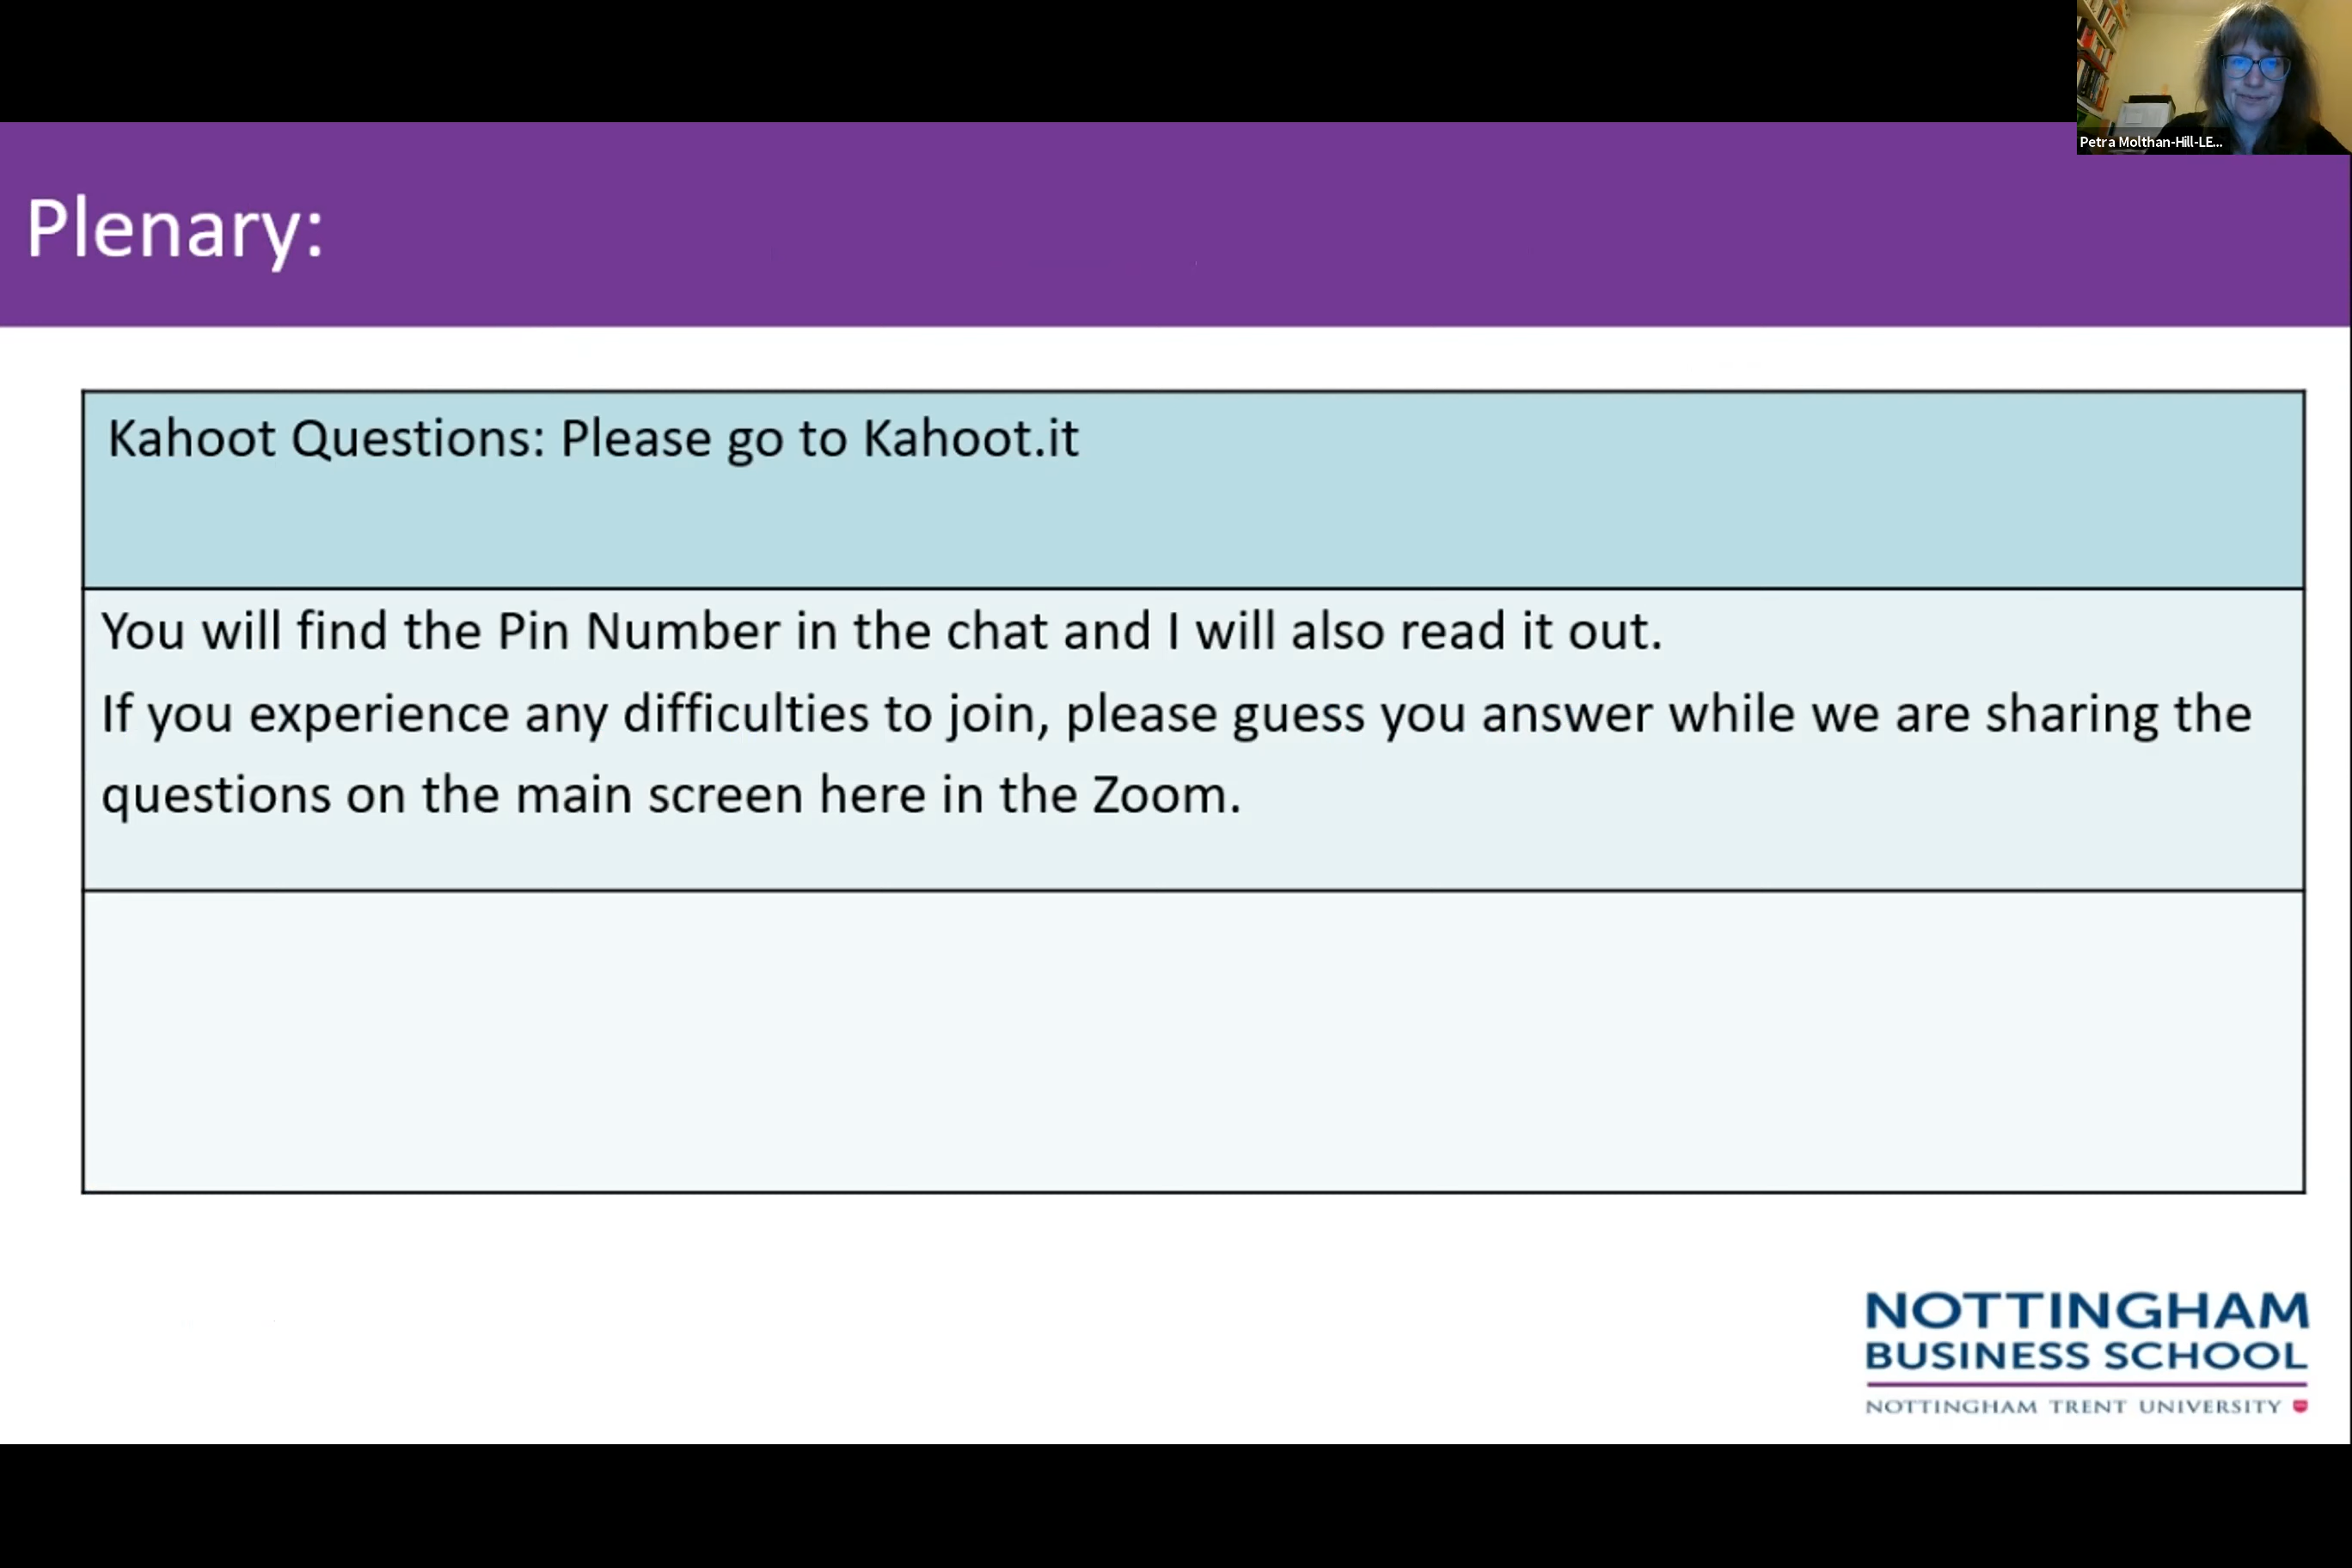 Petra Molthan-Hill-LE...
Plenary:
Kahoot Questions: Please go to Kahoot.it
You will find the Pin Number in the chat and I will also read it out.
If you experience any difficulties to join, please guess you answer while we are sharing the
questions on the main screen here in the Zoom.
NOTTINGHAM
BUSINESS SCHOOL
NOTTINGHAM TRENT UNIVERSITY